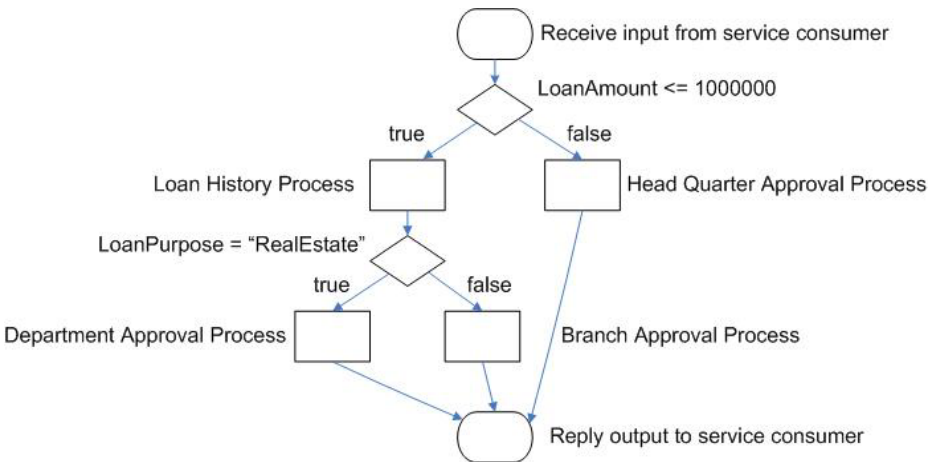 Receive input from service consumer
LoanAmount <= 1000000
true
false
Loan History Process
Head Quarter Approval Process
LoanPurpose = “RealEstate”
true
false
Department Approval Process
Branch Approval Process
Reply output to service consumer